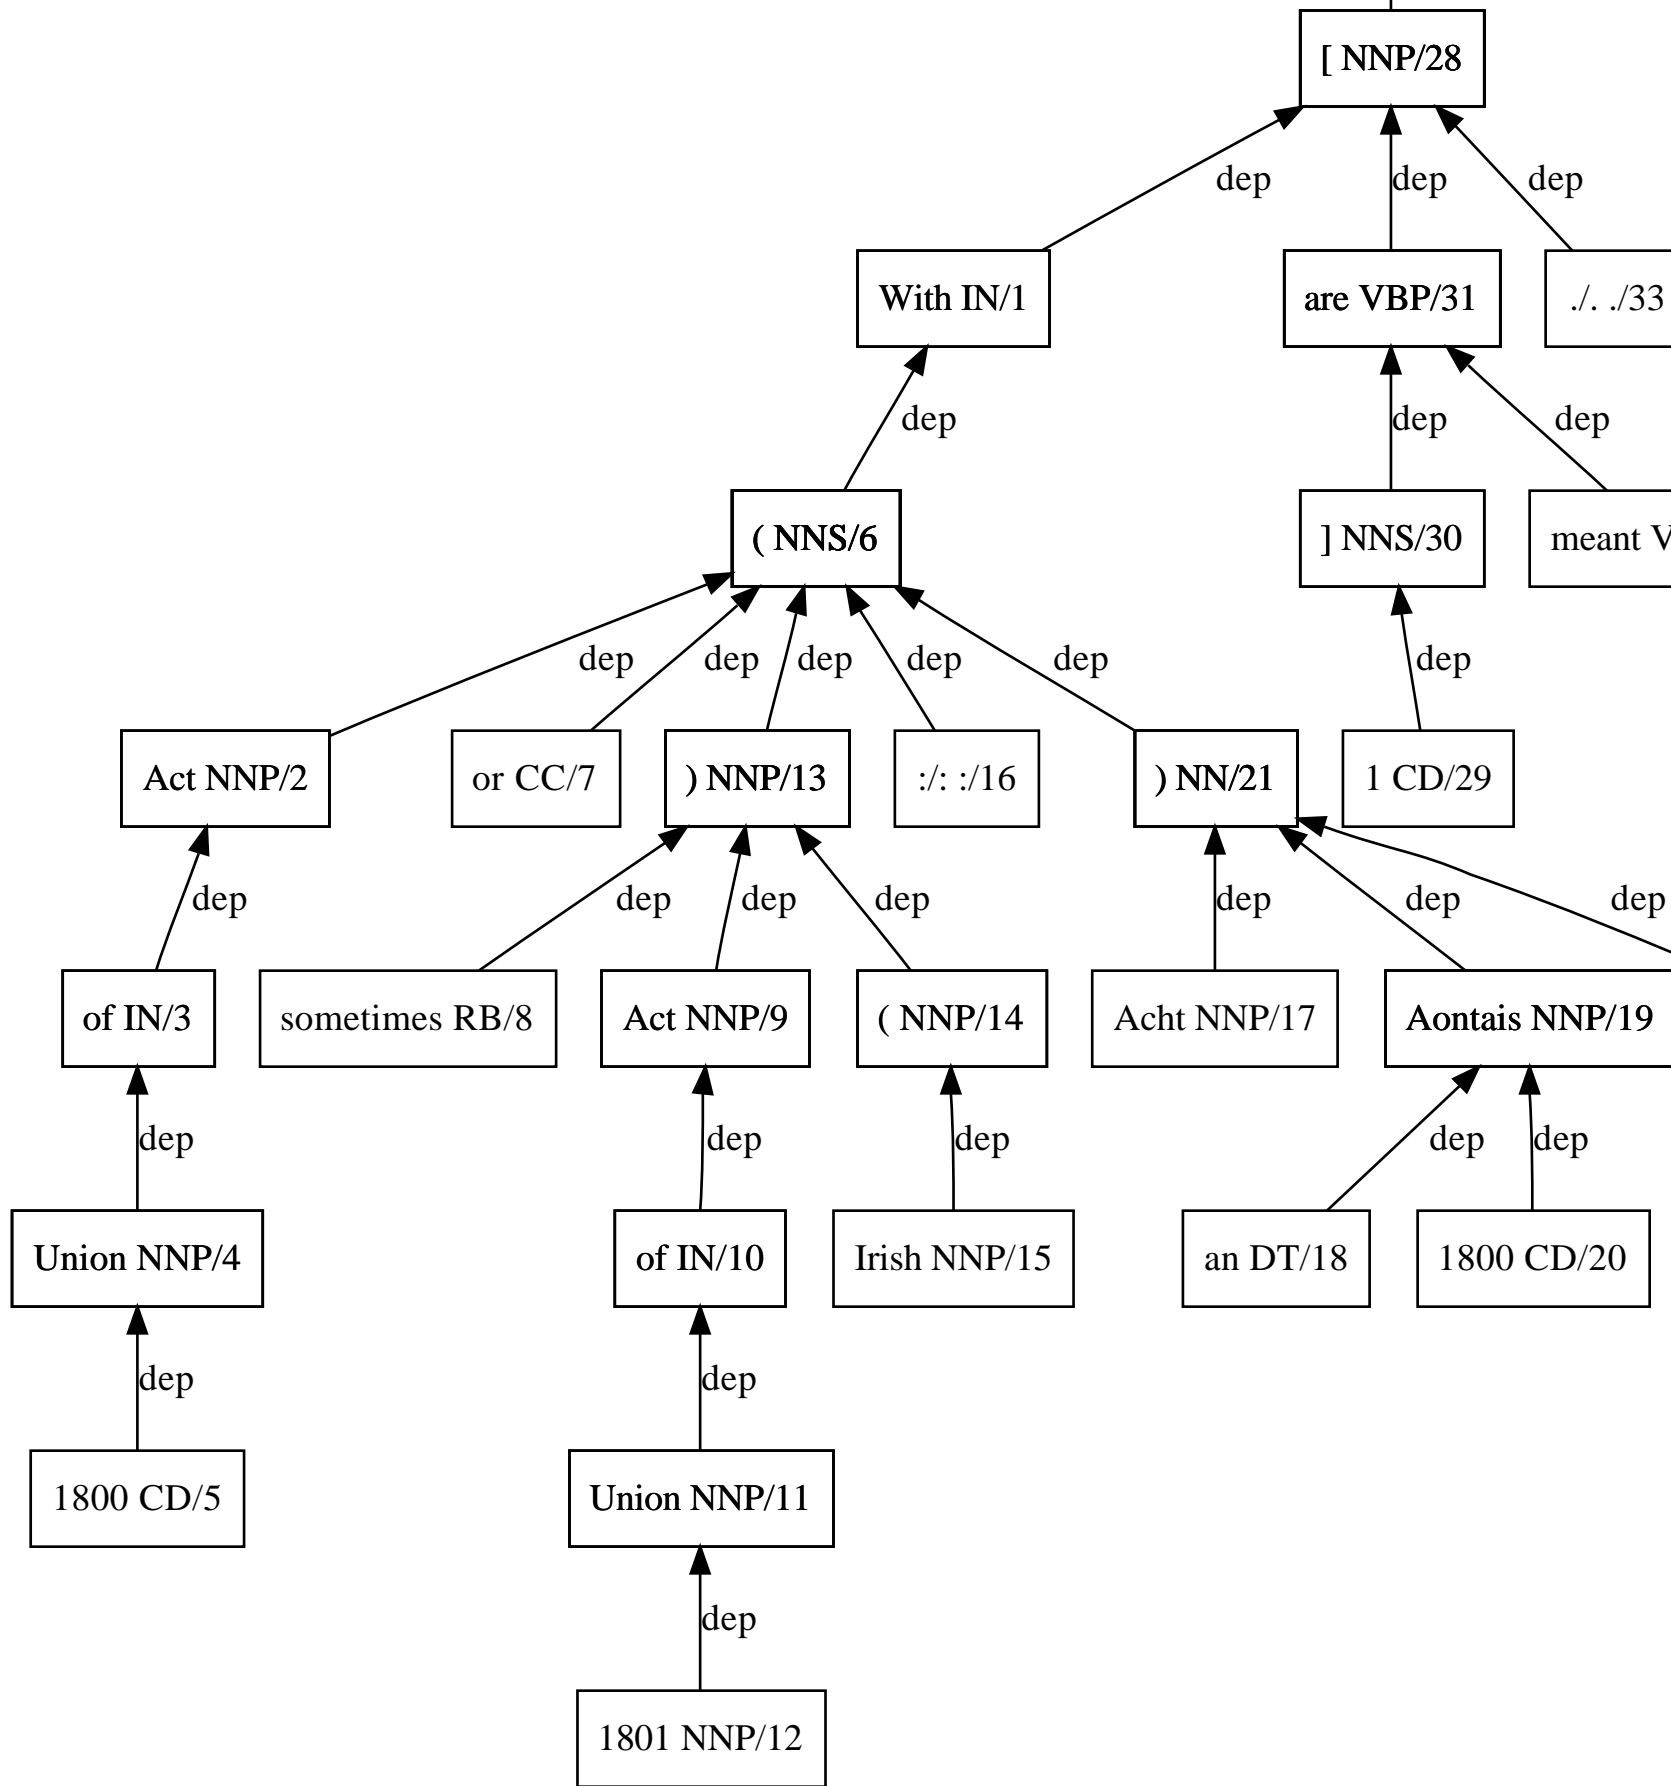 [ NNP/28
dep dep dep
With IN/1 are VBP/31 ./. ./33
dep dep dep
( NNS/6 ] NNS/30 meant
dep dep dep dep dep dep
Act NNP/2 or CC/7 ) NNP/13 :/: :/16 ) NN/21 1 CD/29
dep dep dep dep dep dep dep
of IN/3 sometimes RB/8 Act NNP/9 ( NNP/14 Acht NNP/17 Aontais NNP/19
dep dep dep dep dep
Union NNP/4 of IN/10 Irish NNP/15 an DT/18 1800 CD/20
dep dep
1800 CD/5 Union NNP/11
dep
1801 NNP/12